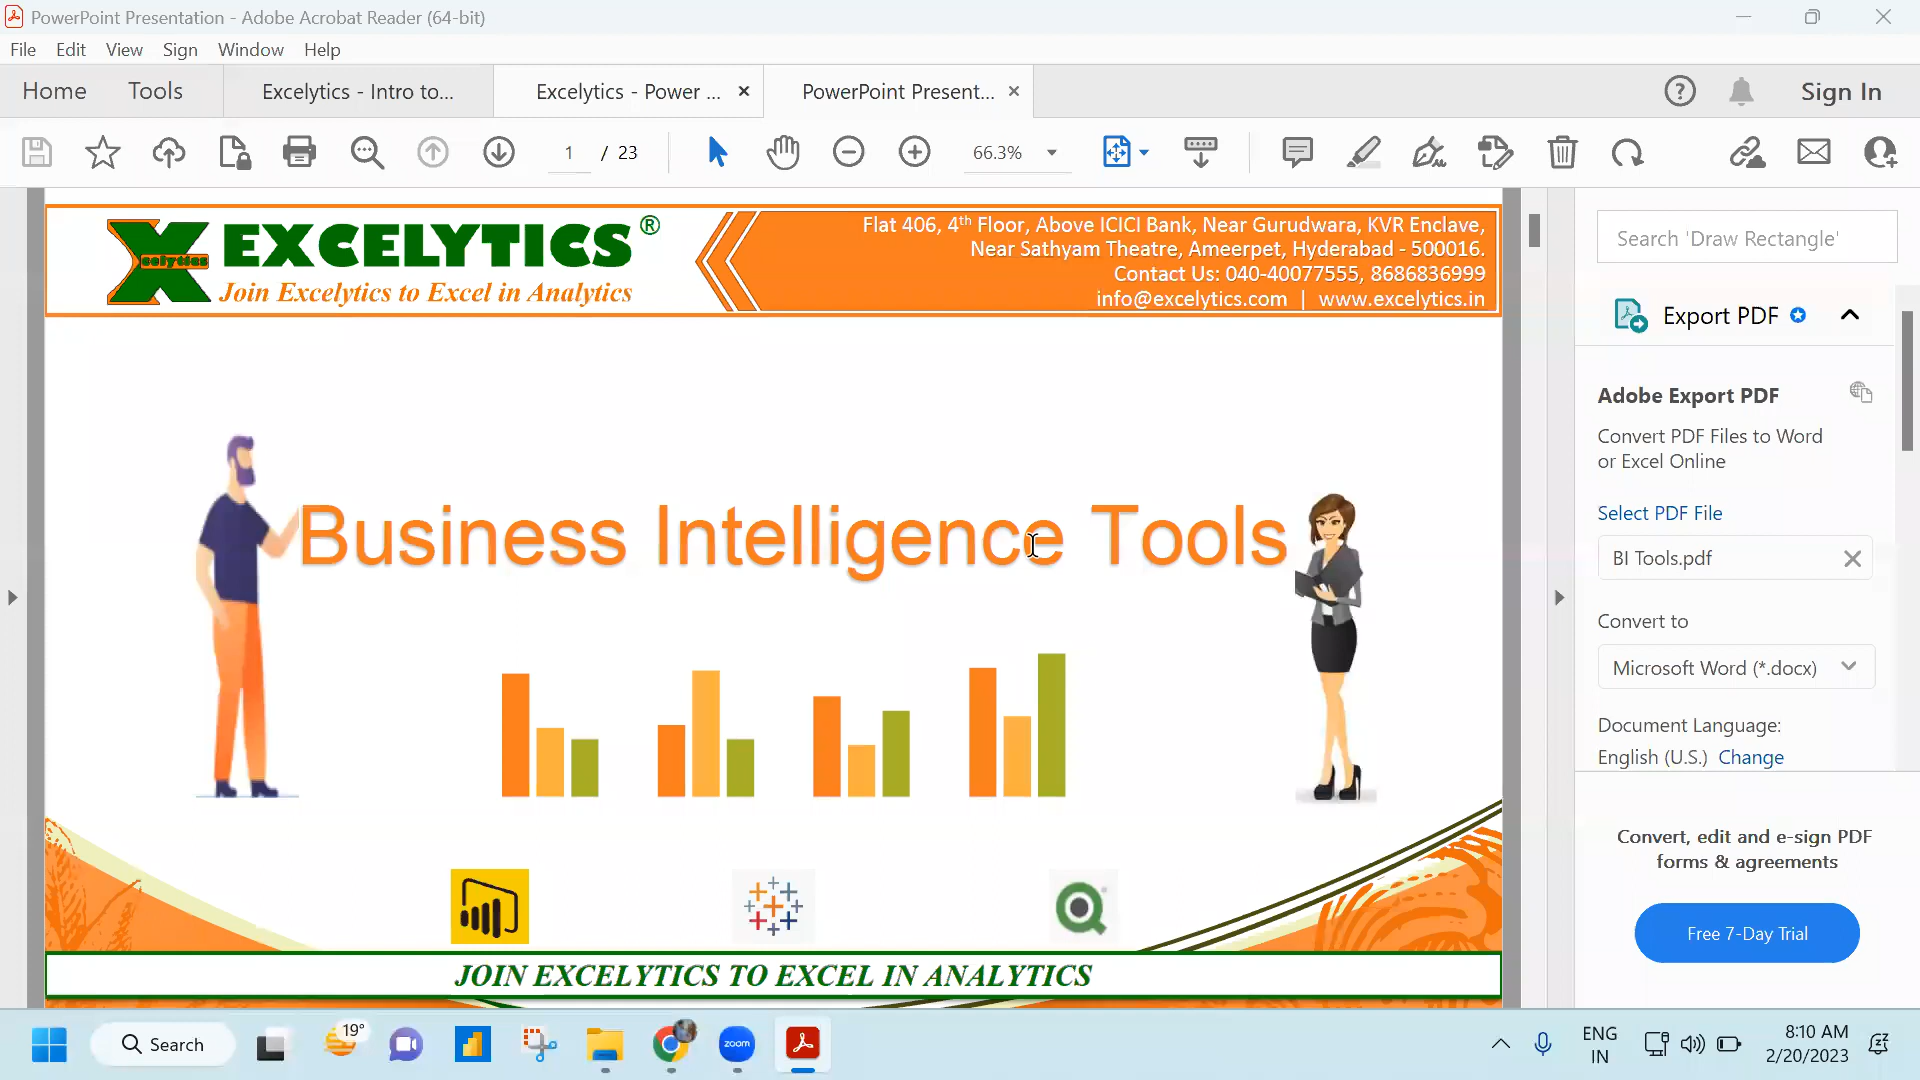 PowerPoint Presentation - Adobe Acrobat Reader (64-bit)
File Edit View Sign Window Help
Home Tools Excelytics - Intro to... Excelytics - Power ... PowerPoint Present... Sign In
1 / 23 66.3%
EXCELYTICS ®
Excelytics
Join Excelytics to Excel in Analytics
Flat 406, 4th Floor, Above ICICI Bank, Near Gurudwara, KVR Enclave,
Near Sathyam Theatre, Ameerpet, Hyderabad - 500016.
Contact Us: 040-40077555, 8686836999
info@excelytics.com | www.excelytics.in
Business Intelligence Tools
JOIN EXCELYTICS TO EXCEL IN ANALYTICS
Search 'Draw Rectangle'
Export PDF
Adobe Export PDF
Convert PDF Files to Word
or Excel Online
Select PDF File
BI Tools.pdf
Convert to
Microsoft Word (*.docx)
Document Language:
English (U.S.) Change
Convert, edit and e-sign PDF
forms & agreements
Free 7-Day Trial
Search
19°
zoom
ENG
IN
8:10 AM
2/20/2023